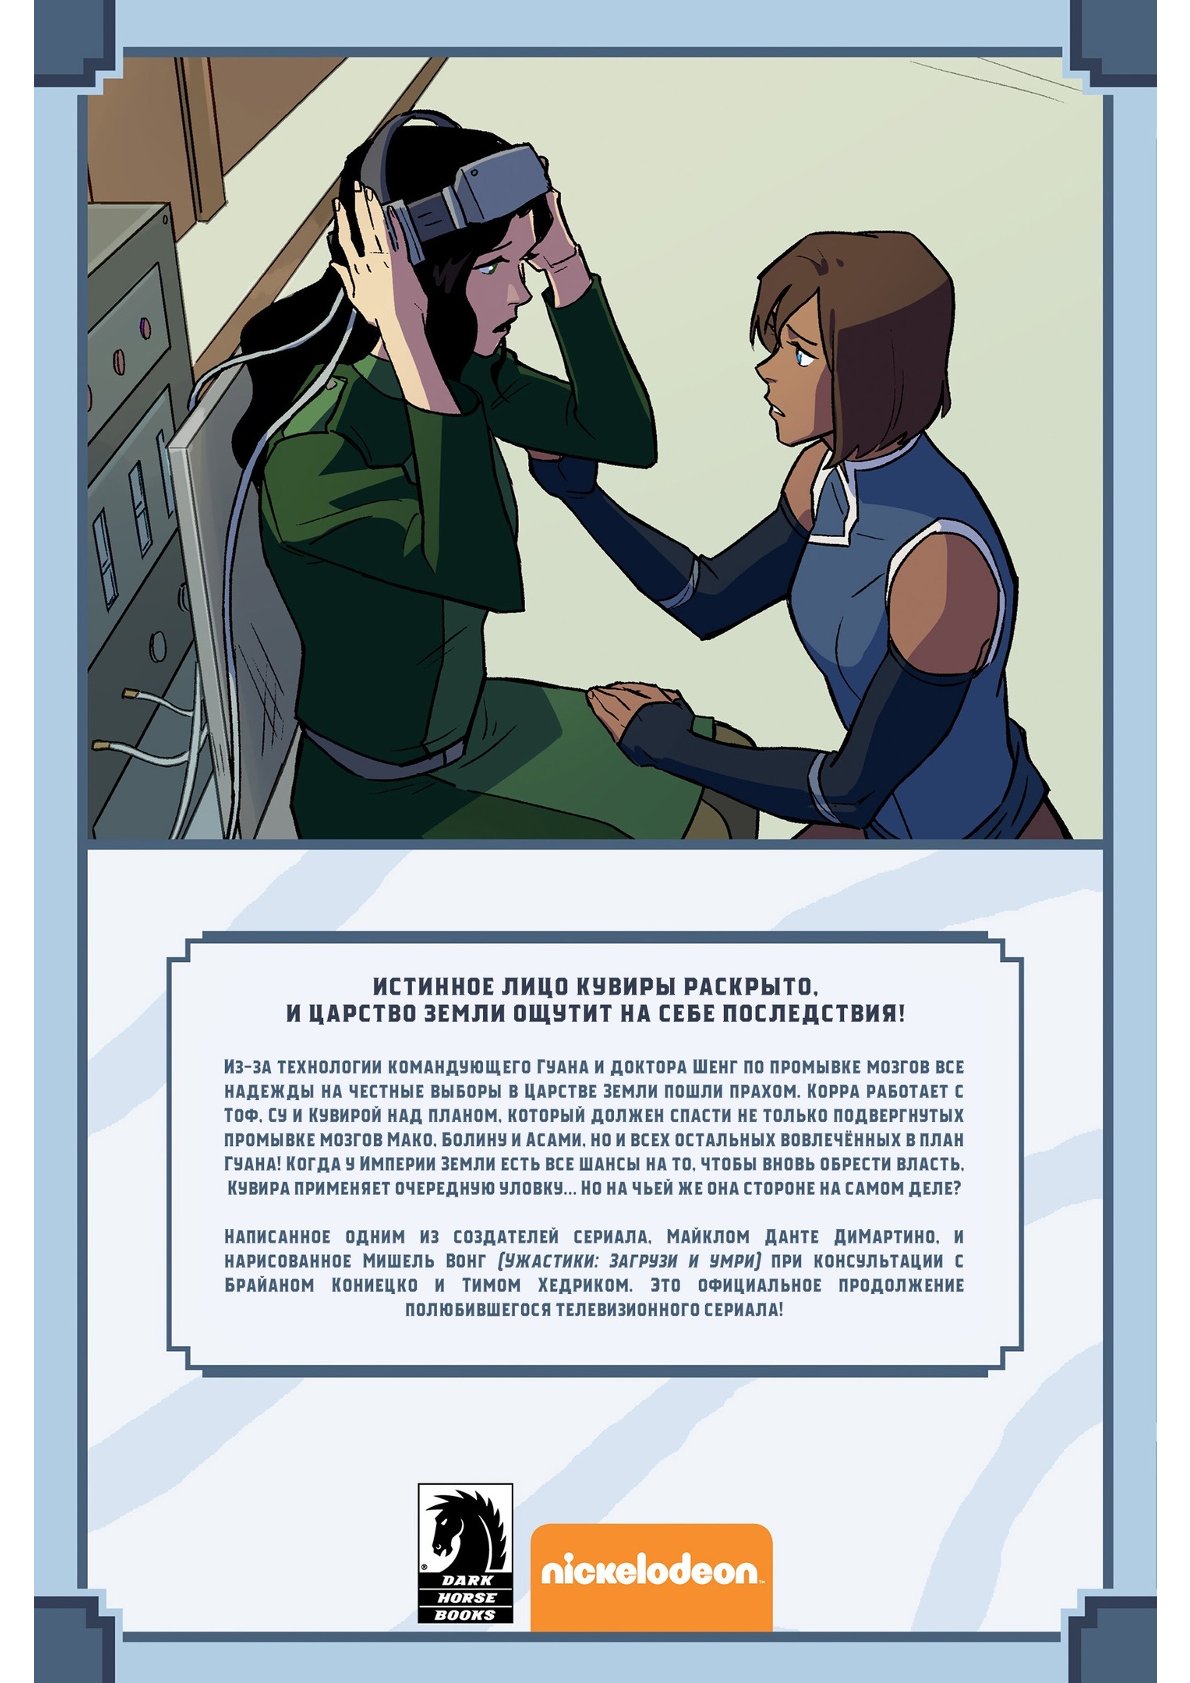 ИСТИННОЕ ЛИЦО КУВИРЫ РАСКРЫТО,
И ЦАРСТВО ЗЕМЛИ ОЩУТИТ НА СЕБЕ ПОСЛЕДСТВИЯ!
Из-за технологии командующего Гуана и доктора Шенг по промывке мозгов все
надежды на честные выборы в Царстве Земли пошли прахом. Корра работает с
Тоф, Су и Кувирой над планом, который должен спасти не только подвергнутых
промывке мозгов Мако, Болину и Асами, но и всех остальных вовлечённых в план
Гуана! Когда у Империи Земли есть все шансы на то, чтобы вновь обрести власть,
Кувира применяет очередную уловку... Но на чьей же она стороне на самом деле?
Написанное одним из создателей сериала, Майклом Данте ДиМартино, и
нарисованное Мишель Вонг (Ужастики: Загрузи и умри) при консультации с
Брайаном Кониецко и Тимом Хедриком. Это официальное продолжение
полюбившегося телевизионного сериала!
DARK
HORSE
BOOKS
nickelodeon